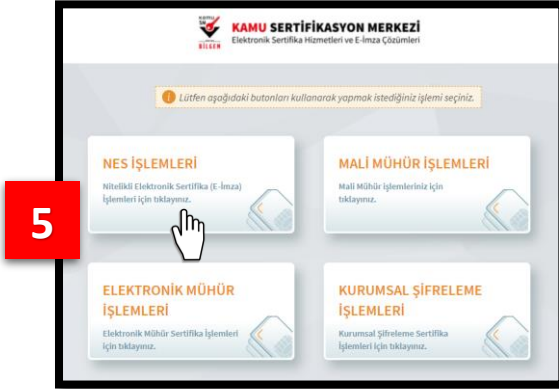 BİLGEM
KAMU SERTİFİKASYON MERKEZİ
Elektronik Sertifika Hizmetleri ve E-İmza Çözümleri
Lütfen aşağıdaki butonları kullanarak yapmak istediğiniz işlemi seçiniz.
NES İŞLEMLERİ
Nitelikli Elektronik Sertifika (E-İmza)
İşlemleri için tıklayınız.
MALİ MÜHÜR İŞLEMLERİ
Mali Mühür işlemleriniz için
tıklayınız.
5
ELEKTRONİK MÜHÜR
İŞLEMLERİ
Elektronik Mühür Sertifika İşlemleri
için tıklayınız.
KURUMSAL ŞİFRELEME
İŞLEMLERİ
Kurumsal Şifreleme Sertifika
İşlemleri için tıklayınız.